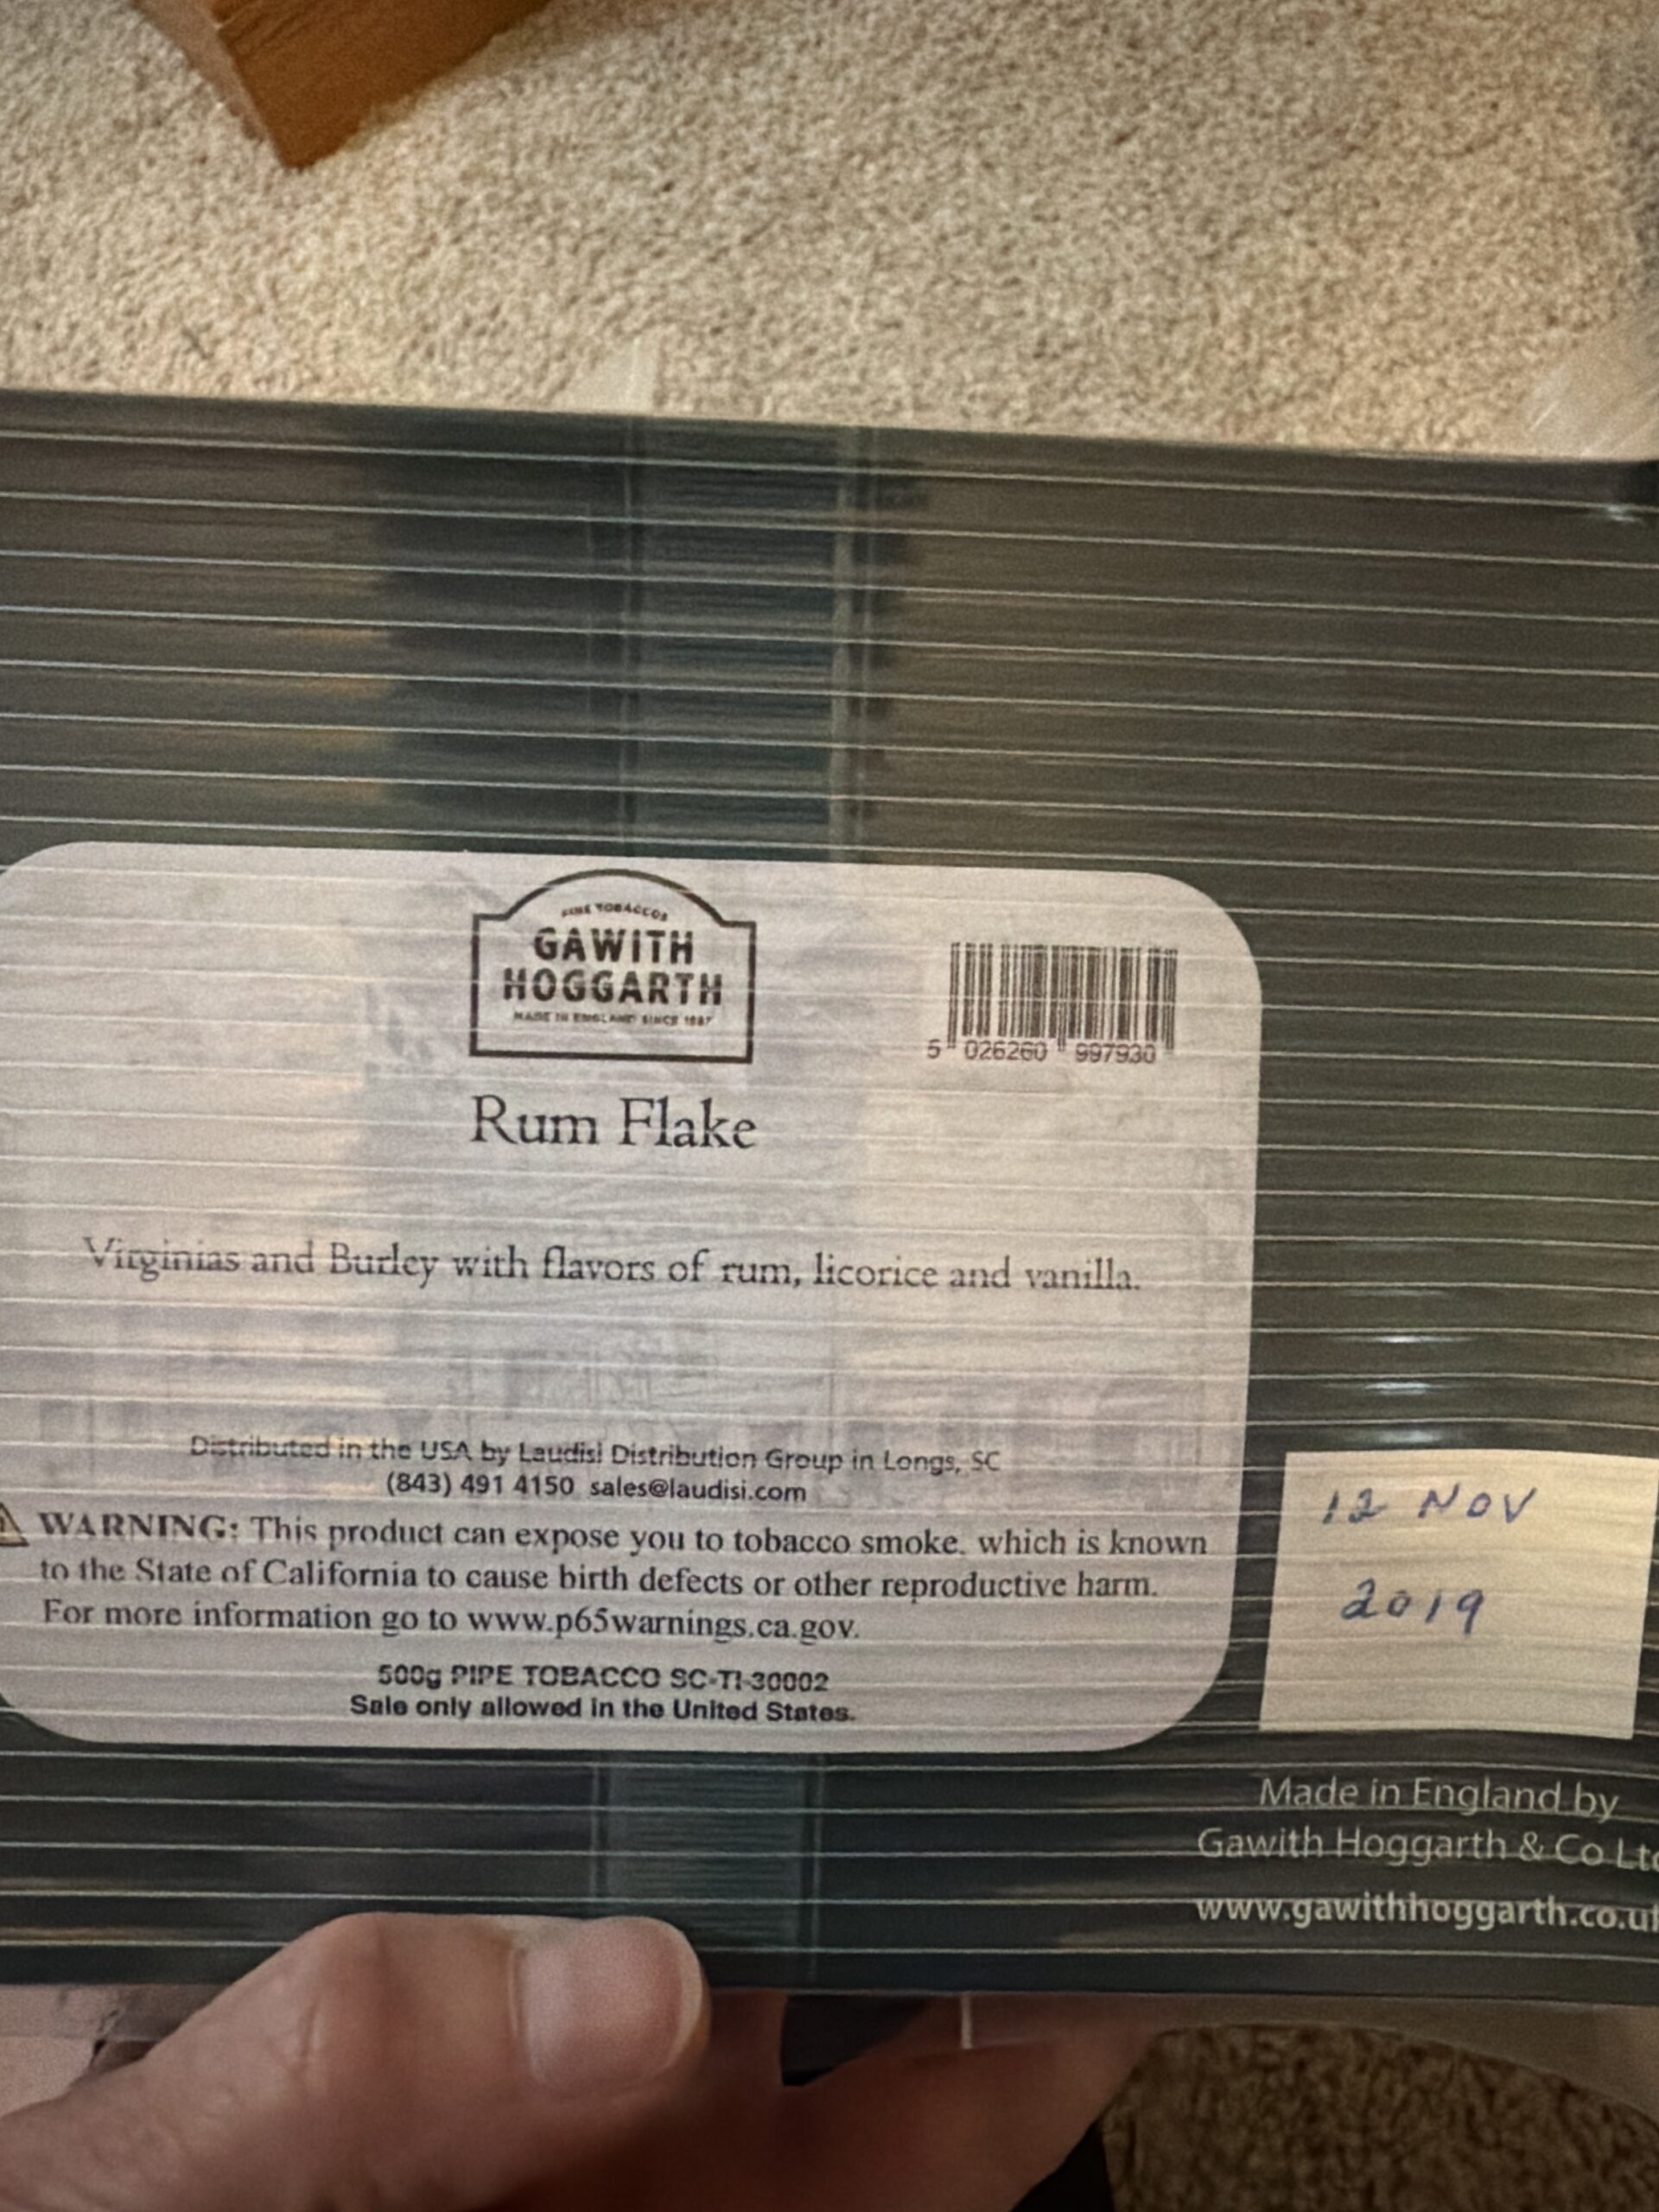 FINE TOBACCOS
GAWITH
HOGGARTH
MADE IN ENGLAND SINCE 1887
5 026260 997930
Rum Flake
Virginias and Burley with flavors of rum, licorice and vanilla.
Distributed in the USA by Laudisi Distribution Group in Longs, SC
(843) 491 4150 sales@laudisi.com
WARNING: This product can expose you to tobacco smoke, which is known
to the State of California to cause birth defects or other reproductive harm.
For more information go to www.p65warnings.ca.gov.
500g PIPE TOBACCO SC-TI-30002
Sale only allowed in the United States.
12 NOV
2019
Made in England by
Gawith Hoggarth & Co Ltd
www.gawithhoggarth.co.uk